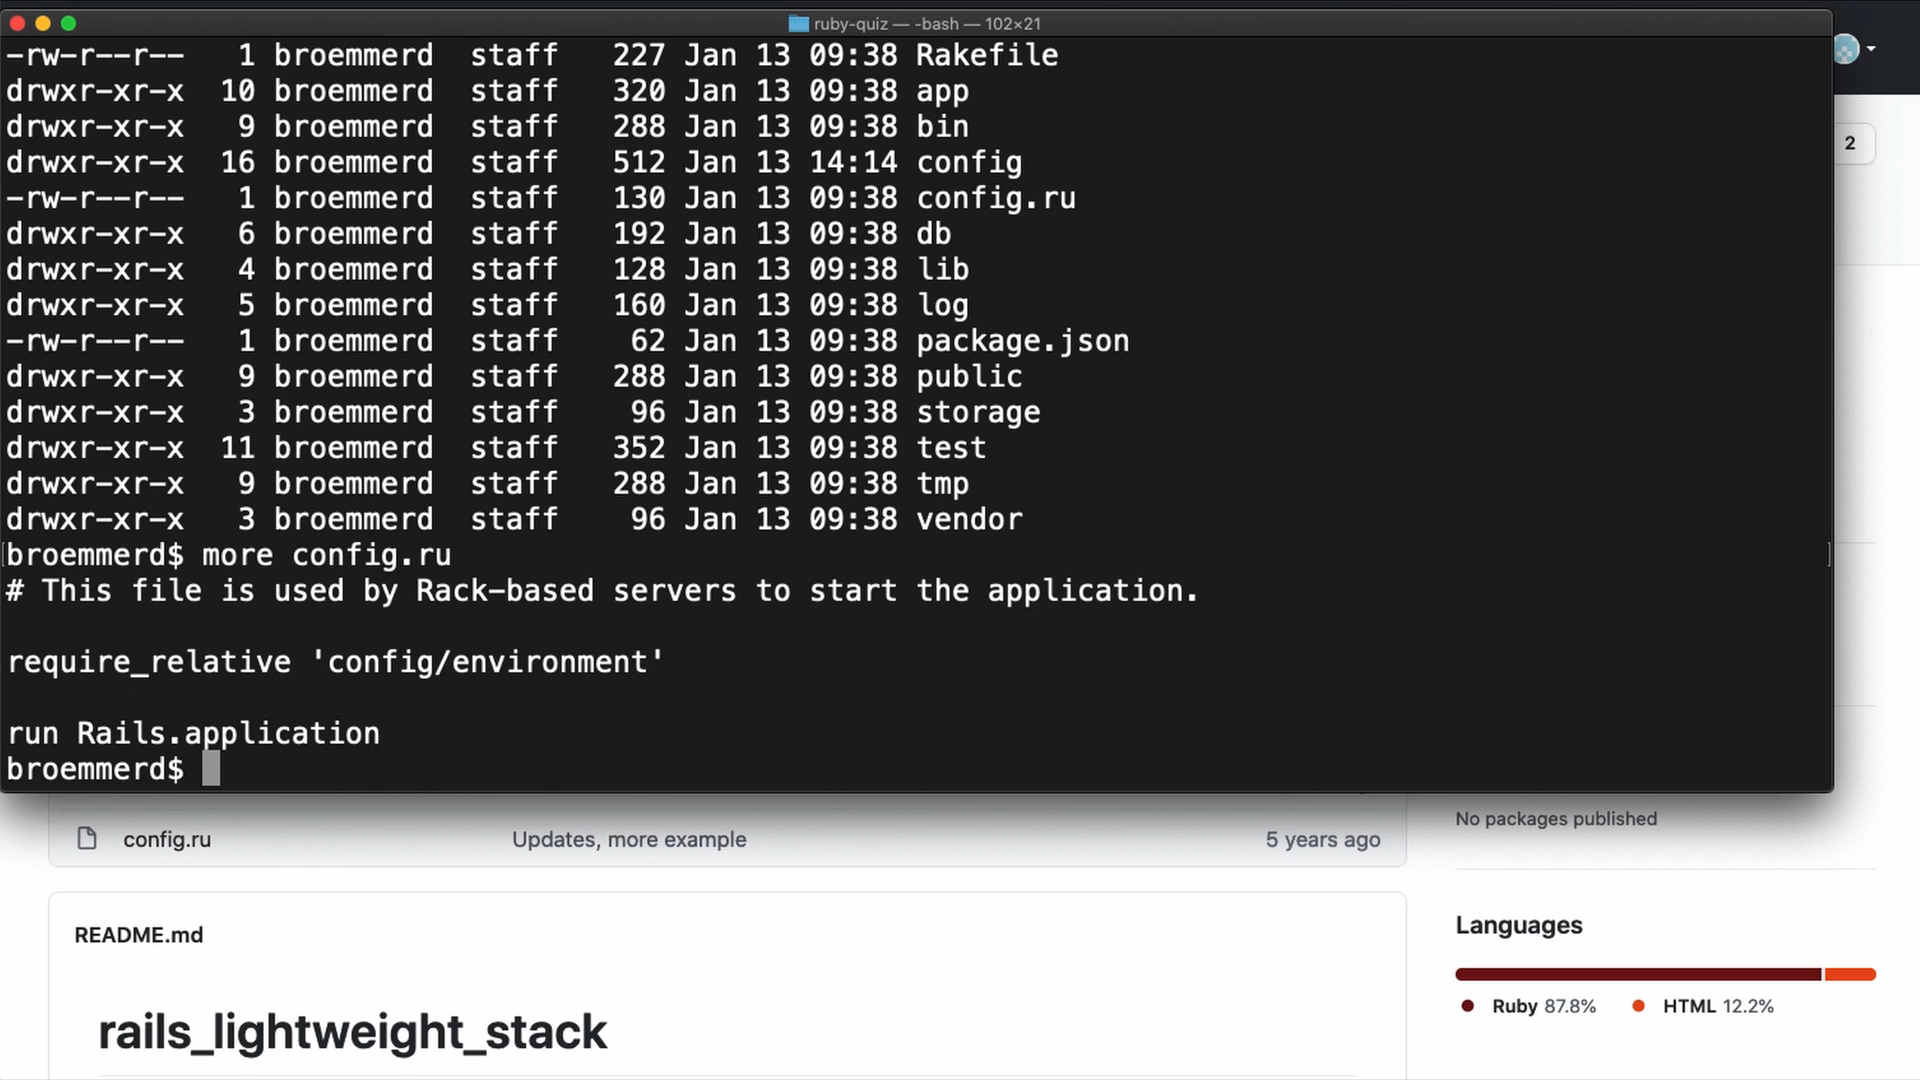 ruby-quiz — -bash — 102×21
-rw-r--r--   1 broemmerd  staff   227 Jan 13 09:38 Rakefile
drwxr-xr-x  10 broemmerd  staff   320 Jan 13 09:38 app
drwxr-xr-x   9 broemmerd  staff   288 Jan 13 09:38 bin
drwxr-xr-x  16 broemmerd  staff   512 Jan 13 14:14 config
-rw-r--r--   1 broemmerd  staff   130 Jan 13 09:38 config.ru
drwxr-xr-x   6 broemmerd  staff   192 Jan 13 09:38 db
drwxr-xr-x   4 broemmerd  staff   128 Jan 13 09:38 lib
drwxr-xr-x   5 broemmerd  staff   160 Jan 13 09:38 log
-rw-r--r--   1 broemmerd  staff    62 Jan 13 09:38 package.json
drwxr-xr-x   9 broemmerd  staff   288 Jan 13 09:38 public
drwxr-xr-x   3 broemmerd  staff    96 Jan 13 09:38 storage
drwxr-xr-x  11 broemmerd  staff   352 Jan 13 09:38 test
drwxr-xr-x   9 broemmerd  staff   288 Jan 13 09:38 tmp
drwxr-xr-x   3 broemmerd  staff    96 Jan 13 09:38 vendor
broemmerd$ more config.ru
# This file is used by Rack-based servers to start the application.
require_relative 'config/environment'
run Rails.application
broemmerd$
2
config.ru Updates, more example 5 years ago
README.md
rails_lightweight_stack
No packages published
Languages
Ruby 87.8% HTML 12.2%